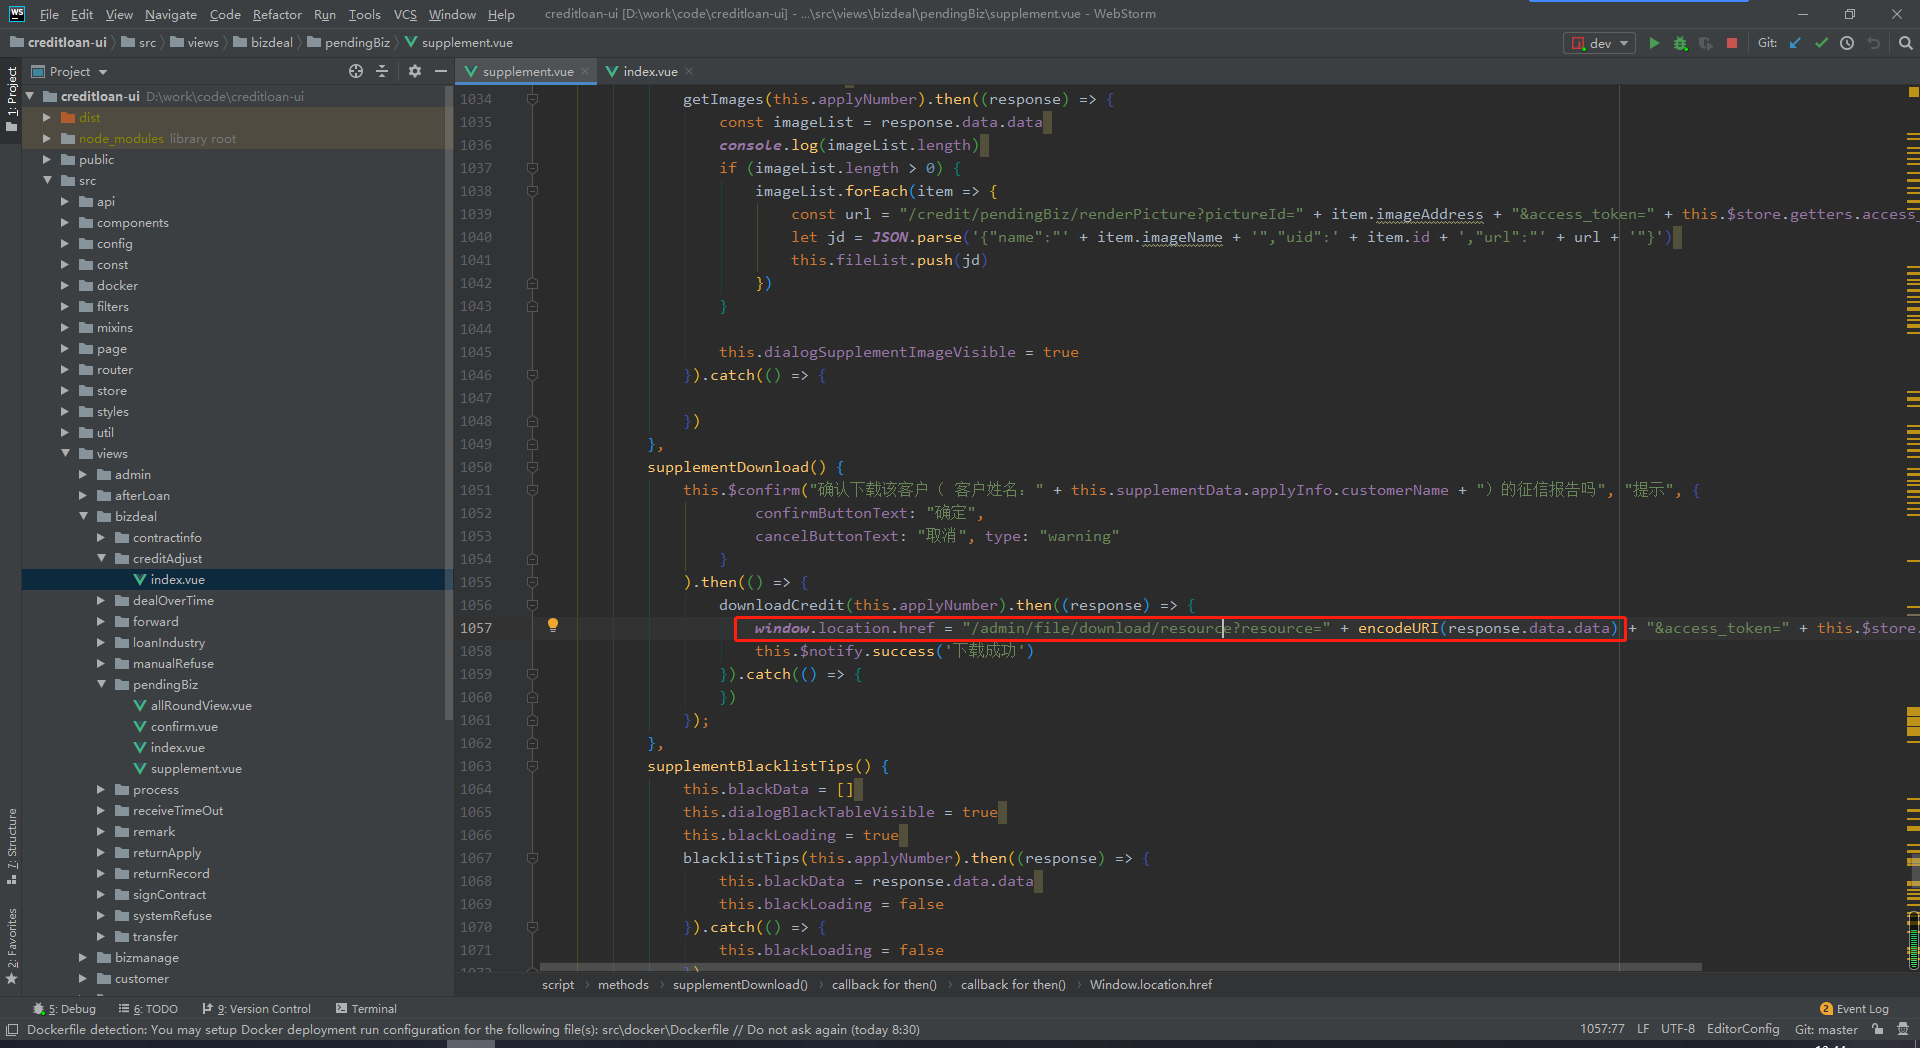 WS File Edit View Navigate Code Refactor Run Tools VCS Window Help creditloan-ui [D:\work\code\creditloan-ui] - ...\src\views\bizdeal\pendingBiz\supplement.vue - WebStorm
creditloan-ui src views bizdeal pendingBiz supplement.vue dev Git:
Project supplement.vue index.vue
1: Project
7: Structure
2: Favorites
creditloan-ui D:\work\code\creditloan-ui
dist
node_modules library root
public
src
api
components
config
const
docker
filters
mixins
page
router
store
styles
util
views
admin
afterLoan
bizdeal
contractinfo
creditAdjust
index.vue
dealOverTime
forward
loanIndustry
manualRefuse
pendingBiz
allRoundView.vue
confirm.vue
index.vue
supplement.vue
process
receiveTimeOut
remark
returnApply
returnRecord
signContract
systemRefuse
transfer
bizmanage
customer
1034 getImages(this.applyNumber).then((response) => {
1035 const imageList = response.data.data
1036 console.log(imageList.length)
1037 if (imageList.length > 0) {
1038 imageList.forEach(item => {
1039 const url = "/credit/pendingBiz/renderPicture?pictureId=" + item.imageAddress + "&access_token=" + this.$store.getters.access_
1040 let jd = JSON.parse('{"name":"' + item.imageName + '","uid":' + item.id + ',"url":"' + url + '"}')
1041 this.fileList.push(jd)
1042 })
1043 }
1044
1045 this.dialogSupplementImageVisible = true
1046 }).catch(() => {
1047
1048 })
1049 },
1050 supplementDownload() {
1051 this.$confirm("确认下载该客户（ 客户姓名：" + this.supplementData.applyInfo.customerName + "）的征信报告吗", "提示", {
1052 confirmButtonText: "确定",
1053 cancelButtonText: "取消", type: "warning"
1054 }
1055 ).then(() => {
1056 downloadCredit(this.applyNumber).then((response) => {
1057 window.location.href = "/admin/file/download/resource?resource=" + encodeURI(response.data.data) + "&access_token=" + this.$store.
1058 this.$notify.success('下载成功')
1059 }).catch(() => {
1060 })
1061 });
1062 },
1063 supplementBlacklistTips() {
1064 this.blackData = []
1065 this.dialogBlackTableVisible = true
1066 this.blackLoading = true
1067 blacklistTips(this.applyNumber).then((response) => {
1068 this.blackData = response.data.data
1069 this.blackLoading = false
1070 }).catch(() => {
1071 this.blackLoading = false
script methods supplementDownload() callback for then() callback for then() Window.location.href
5: Debug 6: TODO 9: Version Control Terminal 2 Event Log
Dockerfile detection: You may setup Docker deployment run configuration for the following file(s): src\docker\Dockerfile // Do not ask again (today 8:30) 1057:77 LF UTF-8 EditorConfig Git: master